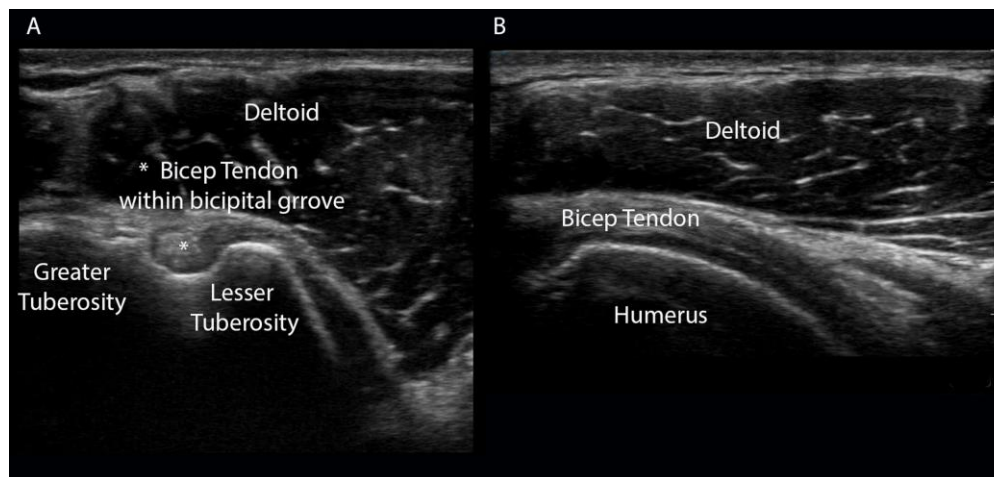 A
Deltoid
* Bicep Tendon
within bicipital grrove
*
Greater
Tuberosity
Lesser
Tuberosity
B
Deltoid
Bicep Tendon
Humerus